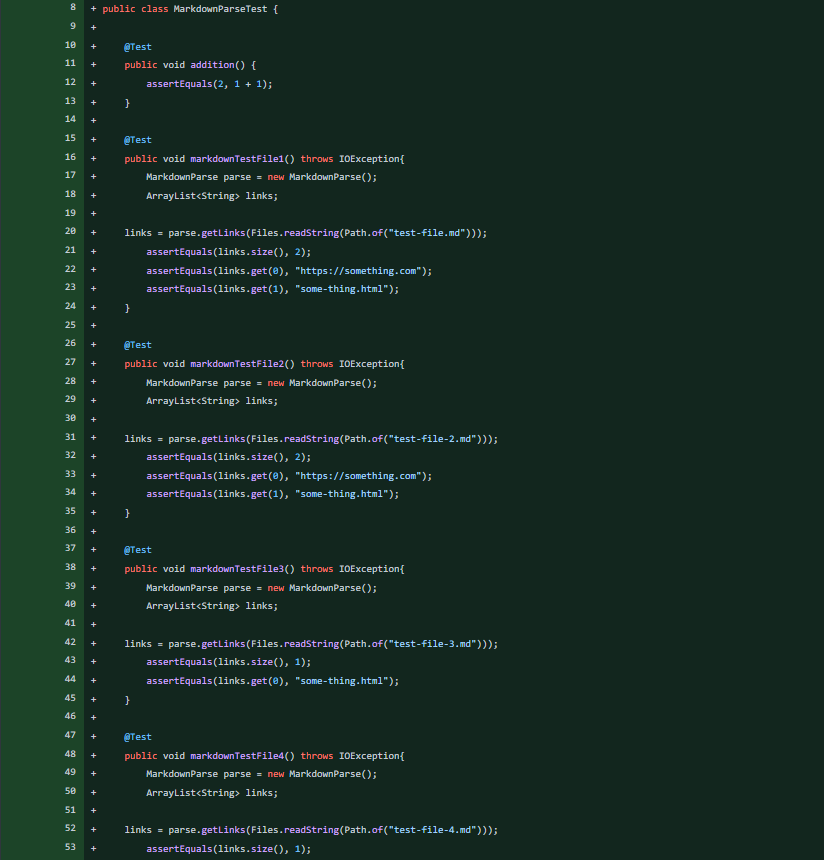 8 + public class MarkdownParseTest {
9 +
10 + @Test
11 + public void addition() {
12 + assertEquals(2, 1 + 1);
13 + }
14 +
15 + @Test
16 + public void markdownTestFile1() throws IOException{
17 + MarkdownParse parse = new MarkdownParse();
18 + ArrayList<String> links;
19 +
20 + links = parse.getLinks(Files.readString(Path.of("test-file.md")));
21 + assertEquals(links.size(), 2);
22 + assertEquals(links.get(0), "https://something.com");
23 + assertEquals(links.get(1), "some-thing.html");
24 + }
25 +
26 + @Test
27 + public void markdownTestFile2() throws IOException{
28 + MarkdownParse parse = new MarkdownParse();
29 + ArrayList<String> links;
30 +
31 + links = parse.getLinks(Files.readString(Path.of("test-file-2.md")));
32 + assertEquals(links.size(), 2);
33 + assertEquals(links.get(0), "https://something.com");
34 + assertEquals(links.get(1), "some-thing.html");
35 + }
36 +
37 + @Test
38 + public void markdownTestFile3() throws IOException{
39 + MarkdownParse parse = new MarkdownParse();
40 + ArrayList<String> links;
41 +
42 + links = parse.getLinks(Files.readString(Path.of("test-file-3.md")));
43 + assertEquals(links.size(), 1);
44 + assertEquals(links.get(0), "some-thing.html");
45 + }
46 +
47 + @Test
48 + public void markdownTestFile4() throws IOException{
49 + MarkdownParse parse = new MarkdownParse();
50 + ArrayList<String> links;
51 +
52 + links = parse.getLinks(Files.readString(Path.of("test-file-4.md")));
53 + assertEquals(links.size(), 1);